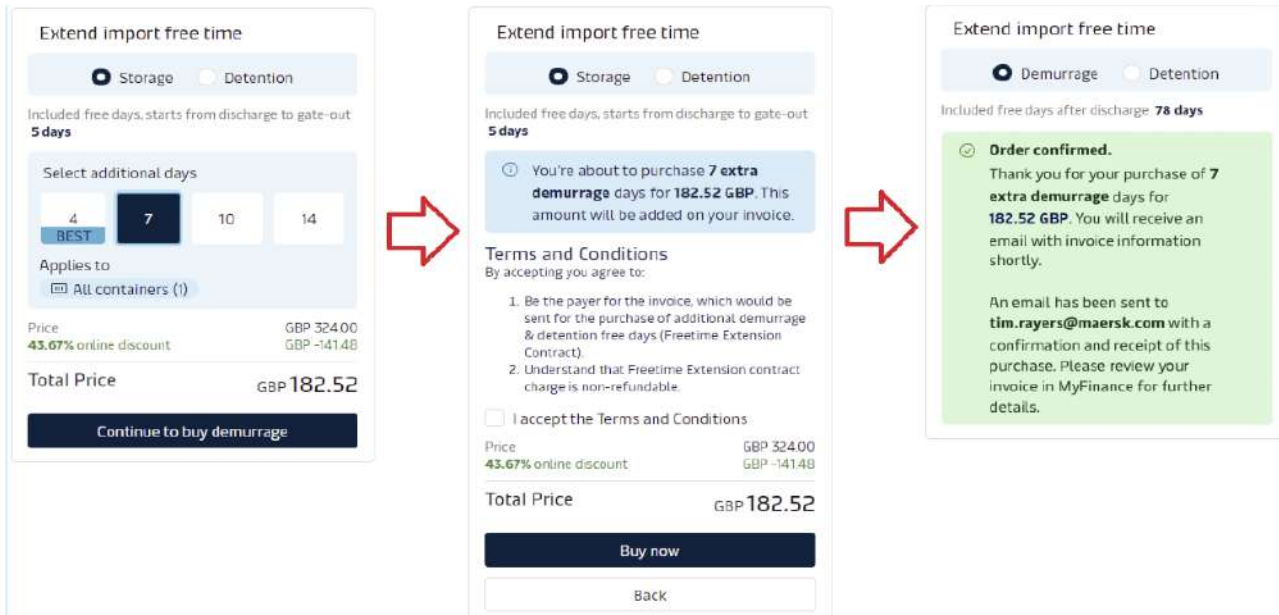 Extend import free time
Storage
Detention
Included free days, starts from discharge to gate-out
5 days
Select additional days
4
BEST
7
10
14
Applies to
All containers (1)
Price
GBP 324.00
43.67% online discount
GBP -141.48
Total Price
GBP 182.52
Continue to buy demurrage
Extend import free time
Storage
Detention
Included free days, starts from discharge to gate-out
5 days
You're about to purchase 7 extra
demurrage days for 182.52 GBP. This
amount will be added on your invoice.
Terms and Conditions
By accepting you agree to:
1. Be the payer for the invoice, which would be
sent for the purchase of additional demurrage
& detention free days (Freetime Extension
Contract).
2. Understand that Freetime Extension contract
charge is non-refundable.
I accept the Terms and Conditions
Price
GBP 324.00
43.67% online discount
GBP -141.48
Total Price
GBP 182.52
Buy now
Back
Extend import free time
Demurrage
Detention
Included free days after discharge 78 days
Order confirmed.
Thank you for your purchase of 7
extra demurrage days for
182.52 GBP. You will receive an
email with invoice information
shortly.
An email has been sent to
tim.rayers@maersk.com with a
confirmation and receipt of this
purchase. Please review your
invoice in MyFinance for further
details.